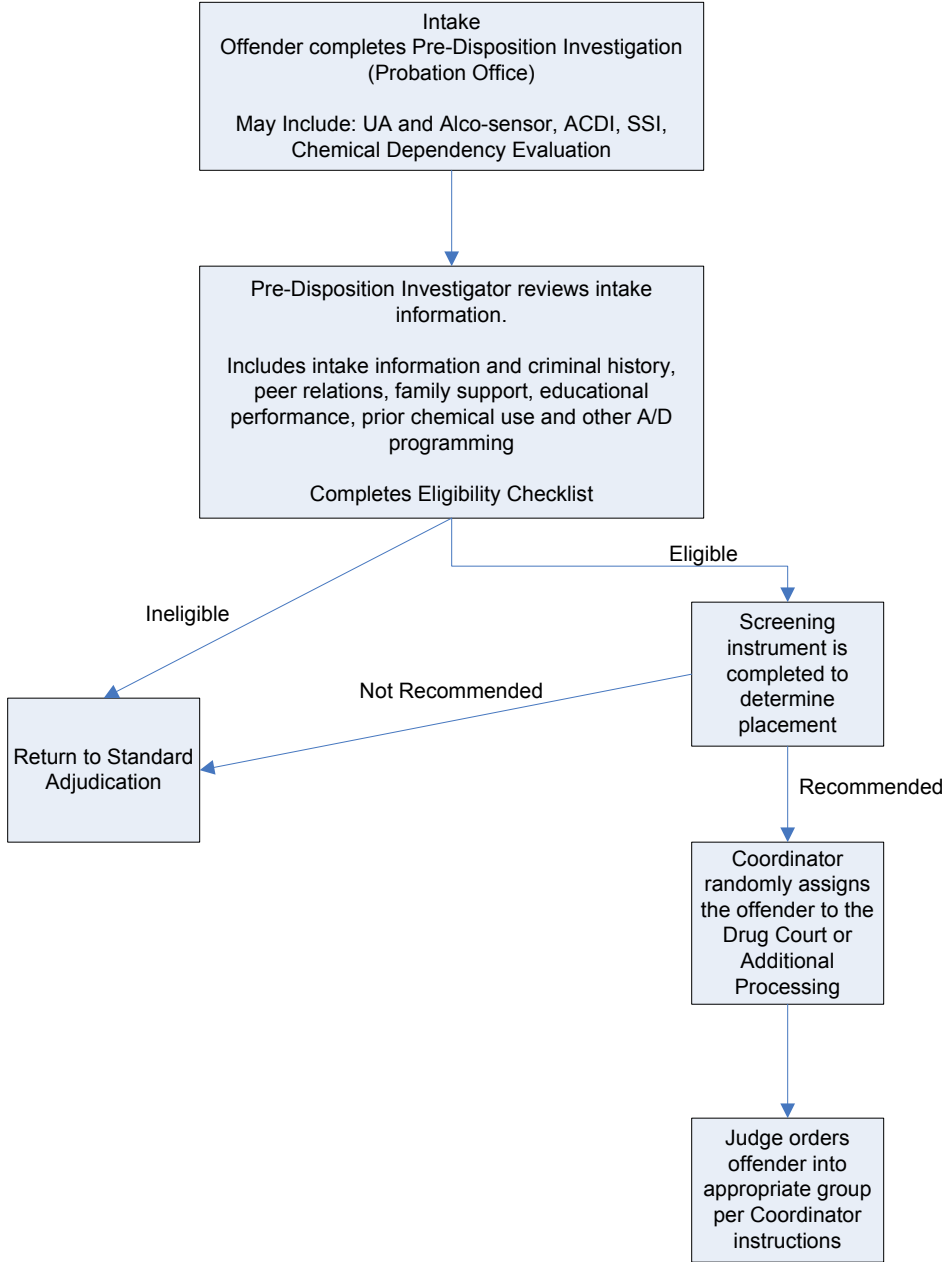 Intake
Offender completes Pre-Disposition Investigation
(Probation Office)
May Include: UA and Alco-sensor, ACDI, SSI,
Chemical Dependency Evaluation
Pre-Disposition Investigator reviews intake
information.
Includes intake information and criminal history,
peer relations, family support, educational
performance, prior chemical use and other A/D
programming
Completes Eligibility Checklist
Eligible
Ineligible
Screening
instrument is
completed to
determine
placement
Not Recommended
Return to Standard
Adjudication
Recommended
Coordinator
randomly assigns
the offender to the
Drug Court or
Additional
Processing
Judge orders
offender into
appropriate group
per Coordinator
instructions